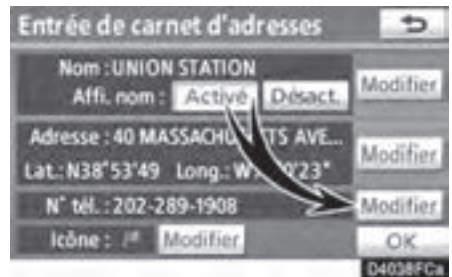 Entrée de carnet d'adresses
Nom : UNION STATION
Affi. nom : Activé Désact. Modifier
Adresse : 40 AVE...
Lat.: N38°53'49 Long.: Modifier
N° tél. : 202-289-1908 Modifier
Icône : Modifier OK
D4038FCa